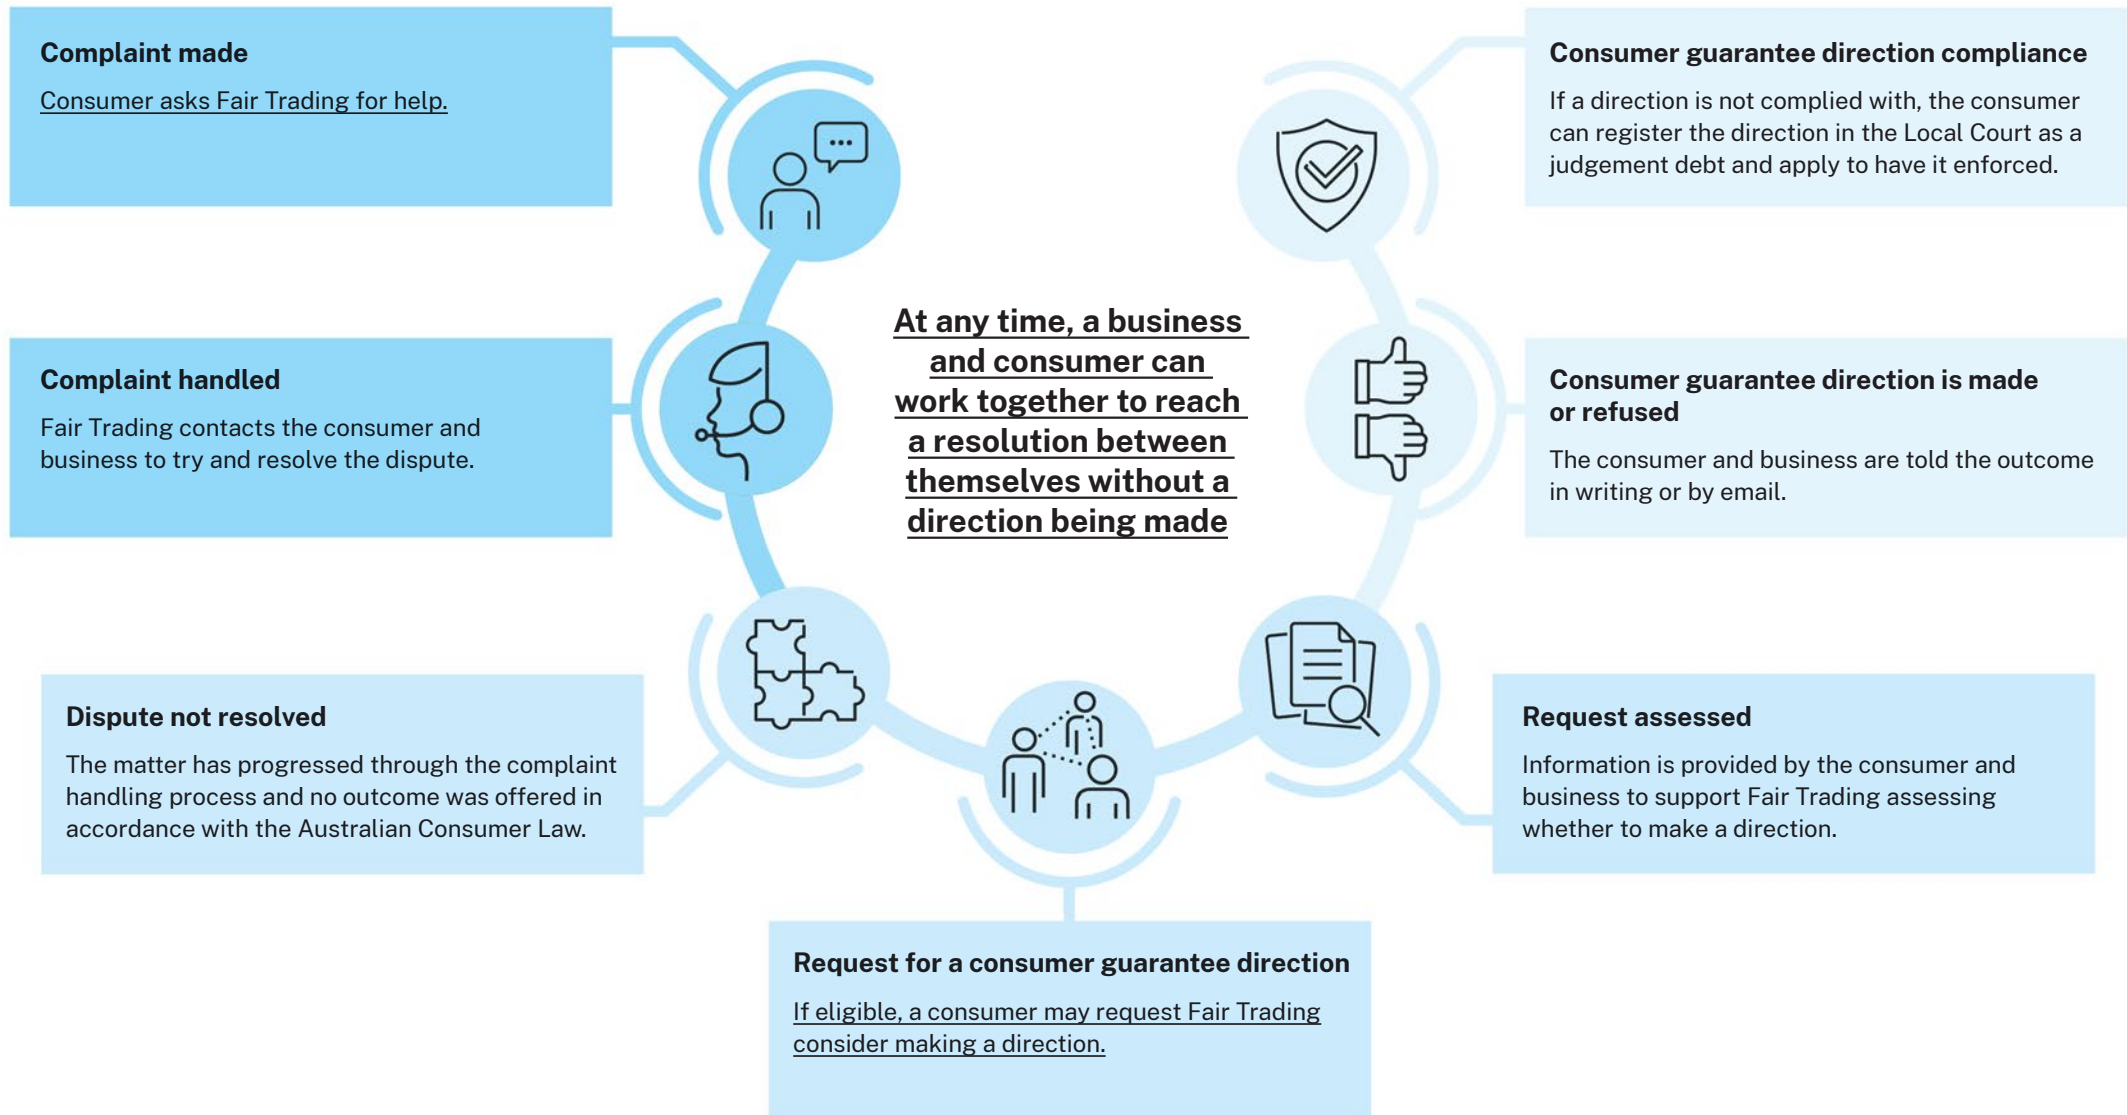 Complaint made
Consumer asks Fair Trading for help.
Complaint handled
Fair Trading contacts the consumer and
business to try and resolve the dispute.
Dispute not resolved
The matter has progressed through the complaint
handling process and no outcome was offered in
accordance with the Australian Consumer Law.
Request for a consumer guarantee direction
If eligible, a consumer may request Fair Trading
consider making a direction.
Request assessed
Information is provided by the consumer and
business to support Fair Trading assessing
whether to make a direction.
Consumer guarantee direction is made
or refused
The consumer and business are told the outcome
in writing or by email.
Consumer guarantee direction compliance
If a direction is not complied with, the consumer
can register the direction in the Local Court as a
judgement debt and apply to have it enforced.
At any time, a business
and consumer can
work together to reach
a resolution between
themselves without a
direction being made